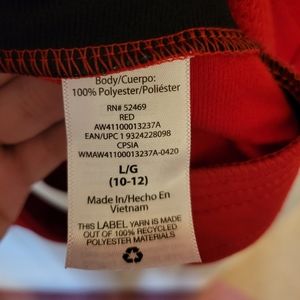 Body/Cuerpo:
100% Polyester/Poliéster
RN# 52469
RED
AW41100013237A
EAN/UPC 1 9324228098
CPSIA
WMAW41100013237A-0420
L/G
(10-12)
Made In/Hecho En
Vietnam
THIS LABEL YARN IS MADE
OUT OF 100% RECYCLED
POLYESTER MATERIALS